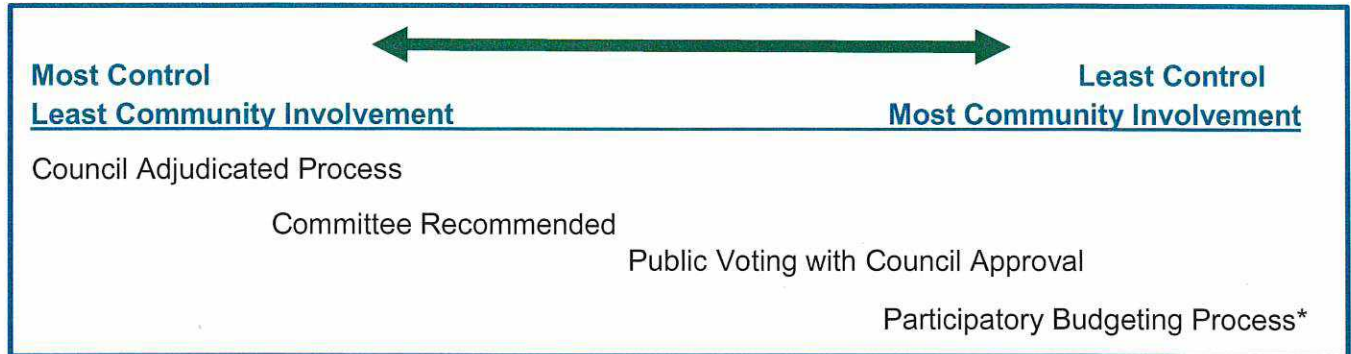 Most Control
Least Control
Least Community Involvement
Most Community Involvement
Council Adjudicated Process
Committee Recommended
Public Voting with Council Approval
Participatory Budgeting Process*